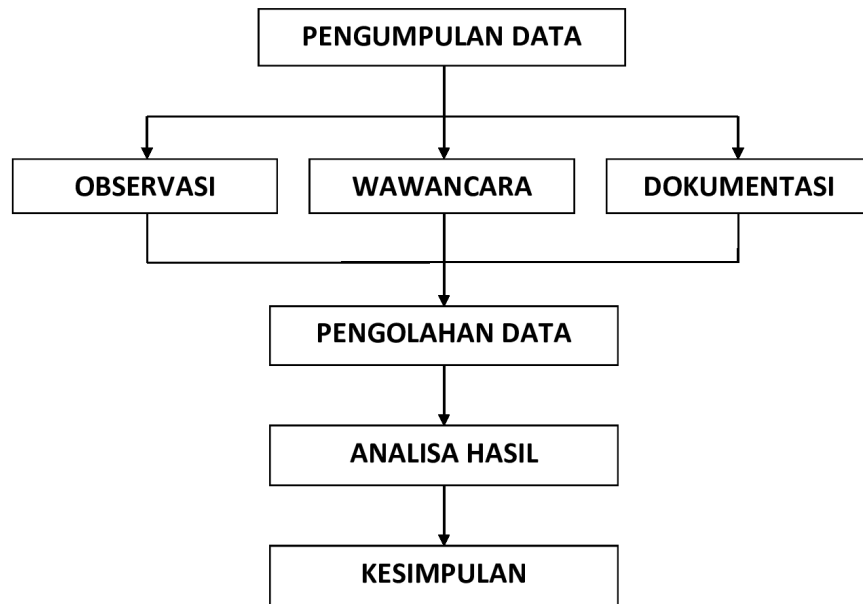 PENGUMPULAN DATA
OBSERVASI
WAWANCARA
DOKUMENTASI
PENGOLAHAN DATA
ANALISA HASIL
KESIMPULAN